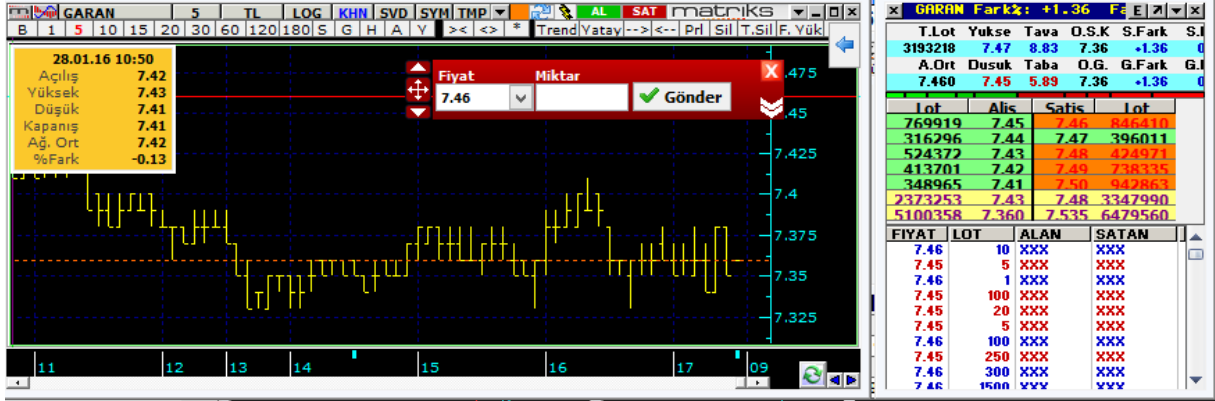 GARAN 5 TL LOG KHN SVD SYM TMP AL SAT matriks
B 1 5 10 15 20 30 60 120 180 S G H A Y >< <> * Trend Yatay --> <-- Prl Sil T.Sil F. Yük
28.01.16 10:50
Açılış 7.42
Yüksek 7.43
Düşük 7.41
Kapanış 7.41
Ağ. Ort 7.42
%Fark -0.13
Fiyat Miktar
7.46 Gönder
.475
.45
7.425
7.4
7.375
7.35
7.325
11 12 13 14 15 16 17 09
GARAN Fark%: +1.36 E
T.Lot Yukse Tava O.S.K S.Fark
3193218 7.47 8.83 7.36 +1.36
A.Ort Dusuk Taba O.G. G.Fark
7.460 7.45 5.89 7.36 +1.36
Lot Alis Satis Lot
769919 7.45 7.46 846410
316296 7.44 7.47 396011
524372 7.43 7.48 424971
413701 7.42 7.49 738335
348965 7.41 7.50 942863
2373253 7.43 7.48 3347990
5100358 7.360 7.535 6479560
FIYAT LOT ALAN SATAN
7.46 10 XXX XXX
7.45 5 XXX XXX
7.46 1 XXX XXX
7.45 100 XXX XXX
7.45 20 XXX XXX
7.45 5 XXX XXX
7.46 100 XXX XXX
7.45 250 XXX XXX
7.46 300 XXX XXX
7.46 1500 XXX XXX